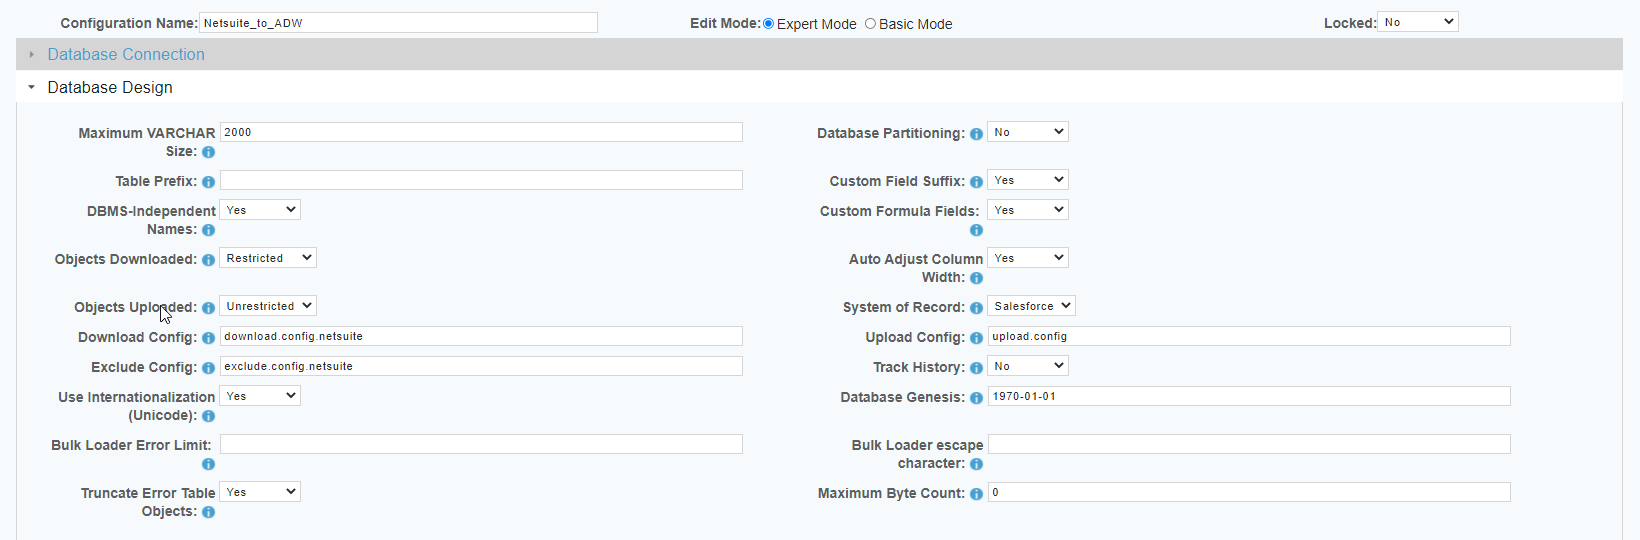 Configuration Name: Netsuite_to_ADW Edit Mode: Expert Mode Basic Mode Locked: No
Database Connection
Database Design
Maximum VARCHAR Size: 2000 Database Partitioning: No
Table Prefix: Custom Field Suffix: Yes
DBMS-Independent Names: Yes Custom Formula Fields: Yes
Objects Downloaded: Restricted Auto Adjust Column Width: Yes
Objects Uploaded: Unrestricted System of Record: Salesforce
Download Config: download.config.netsuite Upload Config: upload.config
Exclude Config: exclude.config.netsuite Track History: No
Use Internationalization (Unicode): Yes Database Genesis: 1970-01-01
Bulk Loader Error Limit: Bulk Loader escape character:
Truncate Error Table Objects: Yes Maximum Byte Count: 0